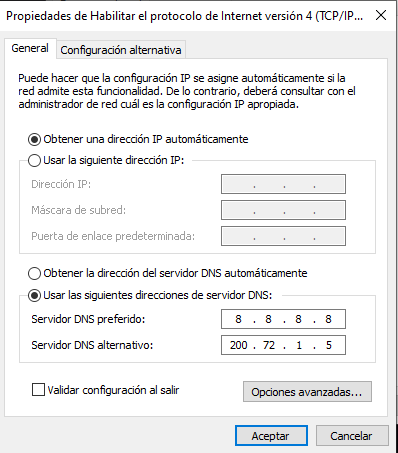 Propiedades de Habilitar el protocolo de Internet versión 4 (TCP/IP...
General
Configuración alternativa
Puede hacer que la configuración IP se asigne automáticamente si la
red admite esta funcionalidad. De lo contrario, deberá consultar con el
administrador de red cuál es la configuración IP apropiada.
Obtener una dirección IP automáticamente
Usar la siguiente dirección IP:
Dirección IP: . . .
Máscara de subred: . . .
Puerta de enlace predeterminada: . . .
Obtener la dirección del servidor DNS automáticamente
Usar las siguientes direcciones de servidor DNS:
Servidor DNS preferido: 8 . 8 . 8 . 8
Servidor DNS alternativo: 200 . 72 . 1 . 5
Validar configuración al salir
Opciones avanzadas...
Aceptar
Cancelar